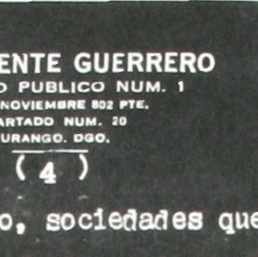 ENTE GUERRERO
O PUBLICO NUM. 1
NOVIEMBRE 802 PTE.
ARTADO NUM. 20
URANGO. DGO.
( 4 )
o, sociedades que